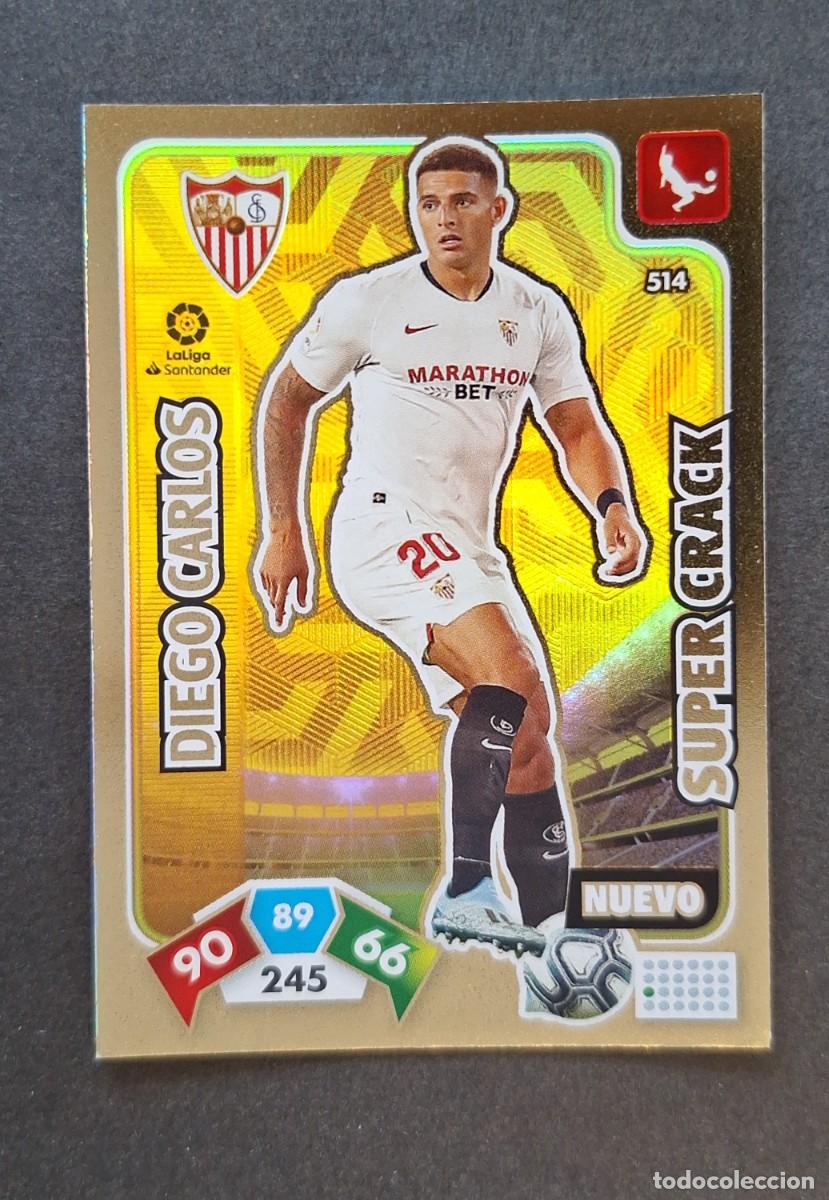 514
LaLiga
Santander
MARATHON
BET
20
DIEGO CARLOS
SUPER CRACK
NUEVO
90
89
66
245
todocoleccion